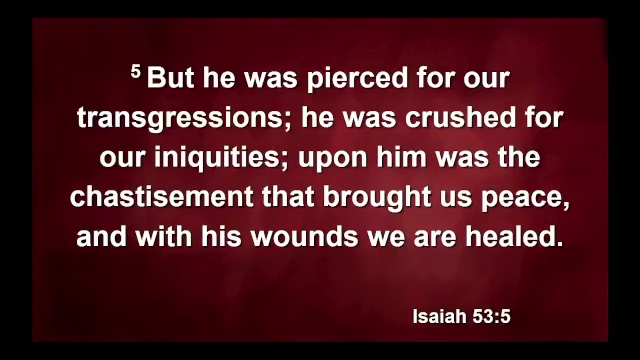 5 But he was pierced for our
transgressions; he was crushed for
our iniquities; upon him was the
chastisement that brought us peace,
and with his wounds we are healed.
Isaiah 53:5